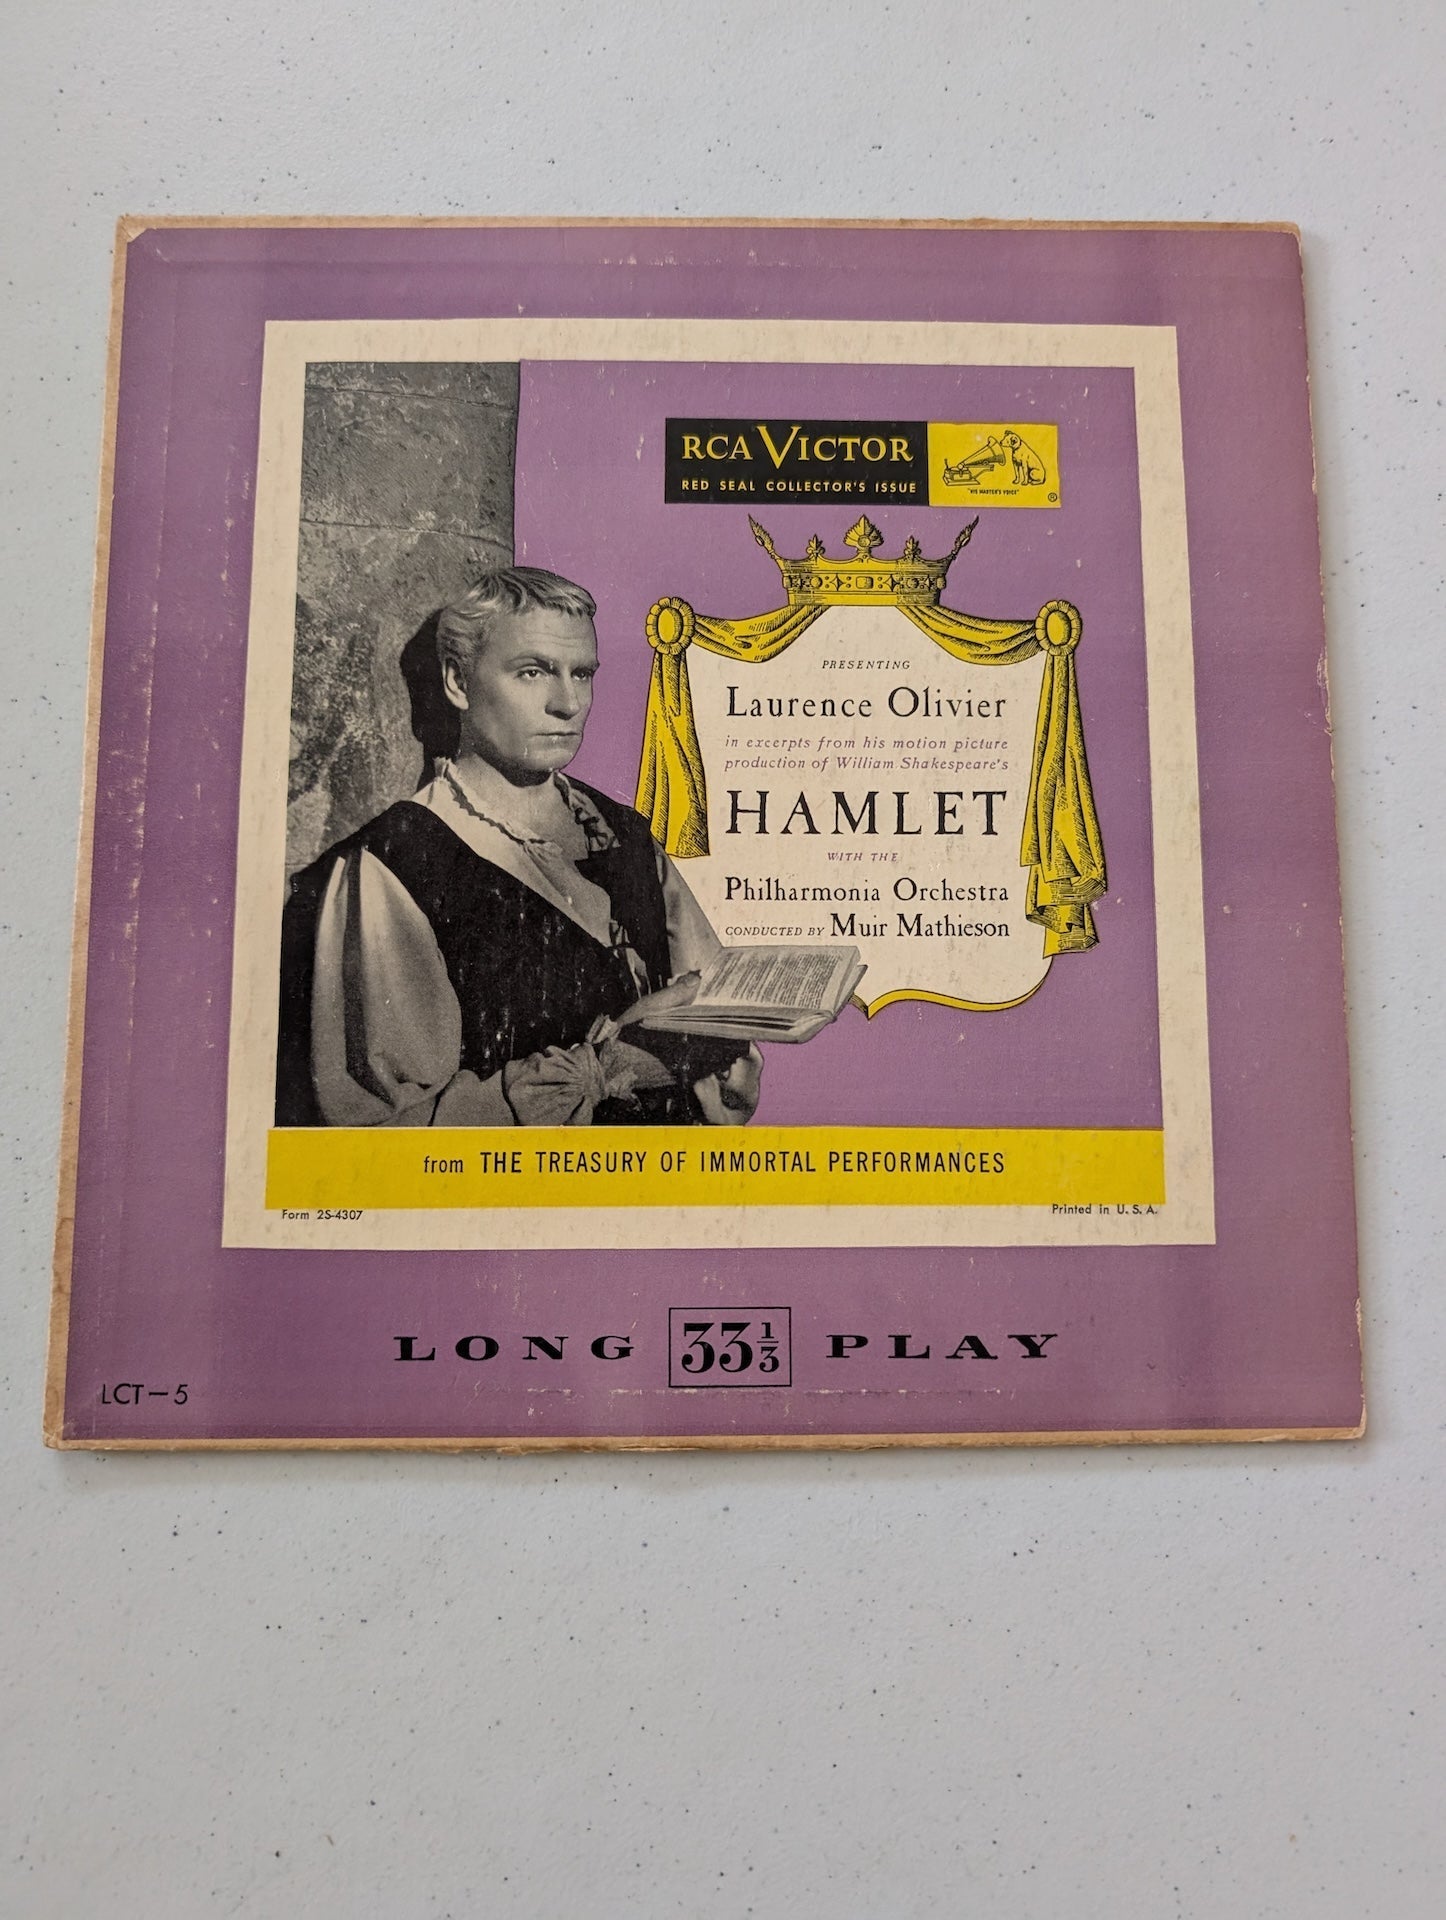 RCA VICTOR
RED SEAL COLLECTOR'S ISSUE
"HIS MASTER'S VOICE"
®
PRESENTING
Laurence Olivier
in excerpts from his motion picture
production of William Shakespeare's
HAMLET
WITH THE
Philharmonia Orchestra
CONDUCTED BY Muir Mathieson
from THE TREASURY OF IMMORTAL PERFORMANCES
Form 2S-4307
Printed in U. S. A.
LONG 33⅓ PLAY
LCT-5